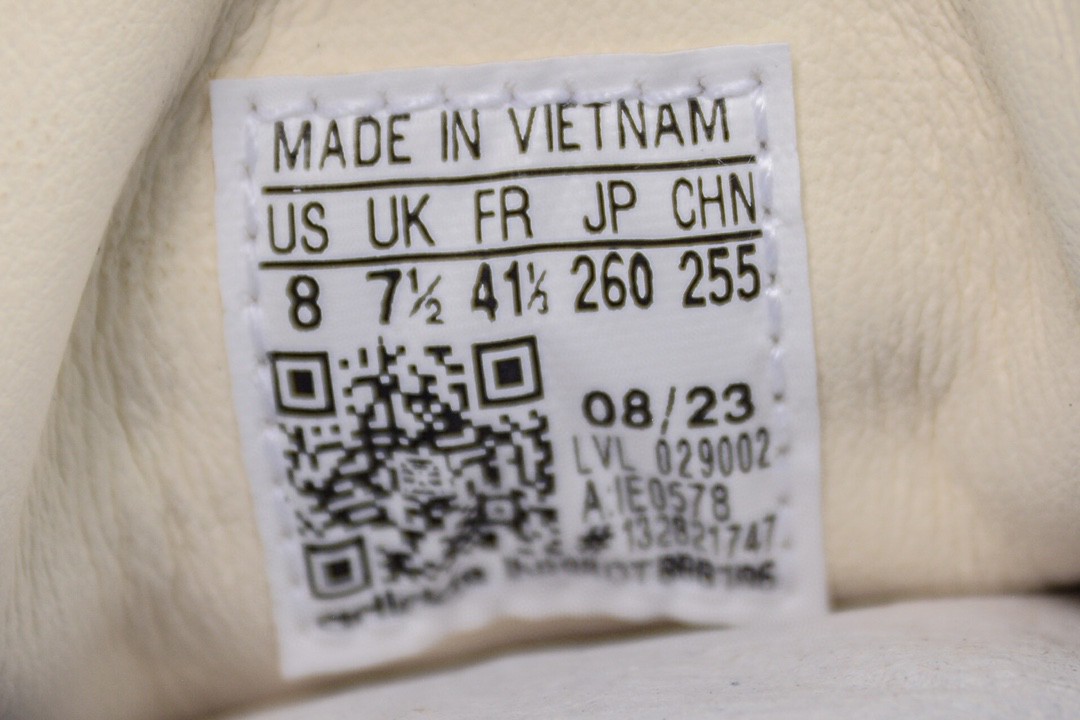 MADE IN VIETNAM
US UK FR JP CHN
8 7½ 41⅓ 260 255
08/23
LVL 029002
A:IE0578
#132821747